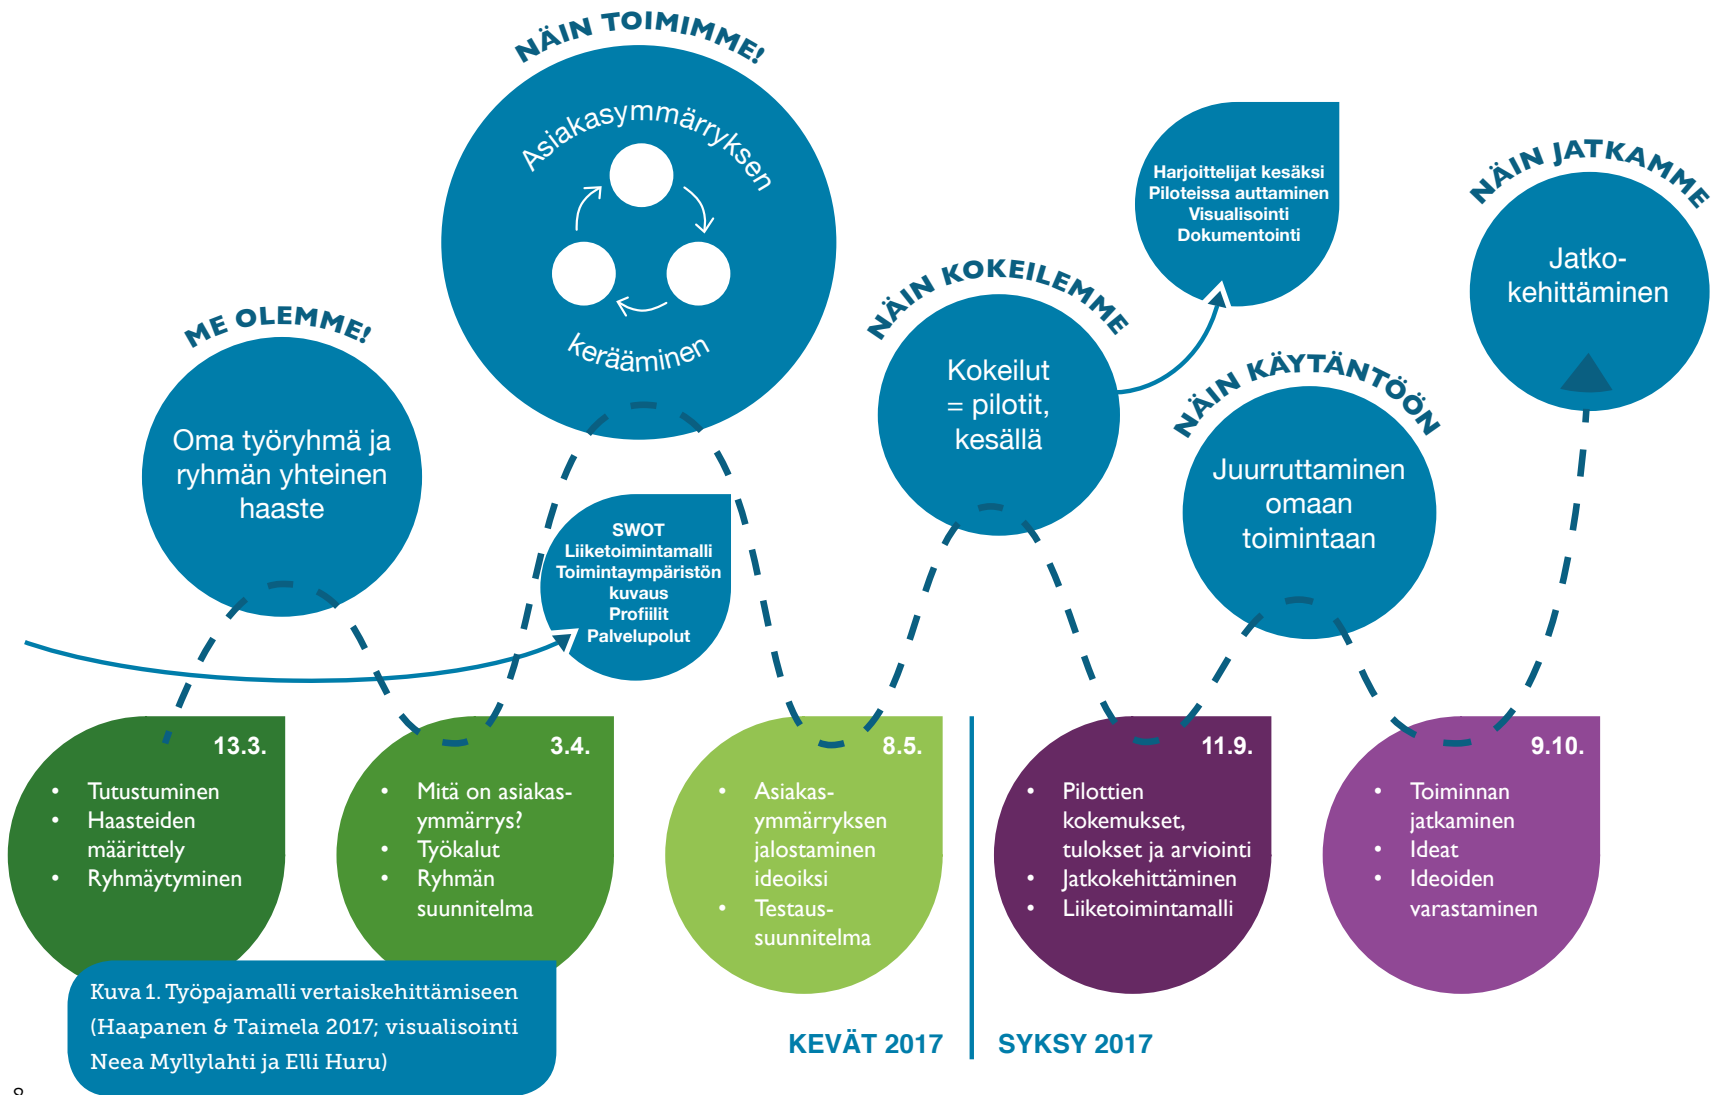 NÄIN TOIMIMME!
Asiakasymmärryksen
kerääminen
ME OLEMME!
Oma työryhmä ja
ryhmän yhteinen
haaste
SWOT
Liiketoimintamalli
Toimintaympäristön
kuvaus
Profiilit
Palvelupolut
NÄIN KOKEILEMME
Kokeilut
= pilotit,
kesällä
Harjoittelijat kesäksi
Piloteissa auttaminen
Visualisointi
Dokumentointi
NÄIN KÄYTÄNTÖÖN
Juurruttaminen
omaan
toimintaan
NÄIN JATKAMME
Jatko-
kehittäminen
13.3.
• Tutustuminen
• Haasteiden
määrittely
• Ryhmäytyminen
3.4.
• Mitä on asiakas-
ymmärrys?
• Työkalut
• Ryhmän
suunnitelma
8.5.
• Asiakas-
ymmärryksen
jalostaminen
ideoiksi
• Testaus-
suunnitelma
11.9.
• Pilottien
kokemukset,
tulokset ja arviointi
• Jatkokehittäminen
• Liiketoimintamalli
9.10.
• Toiminnan
jatkaminen
• Ideat
• Ideoiden
varastaminen
KEVÄT 2017
SYKSY 2017
Kuva 1. Työpajamalli vertaiskehittämiseen
(Haapanen & Taimela 2017; visualisointi
Neea Myllylahti ja Elli Huru)
8